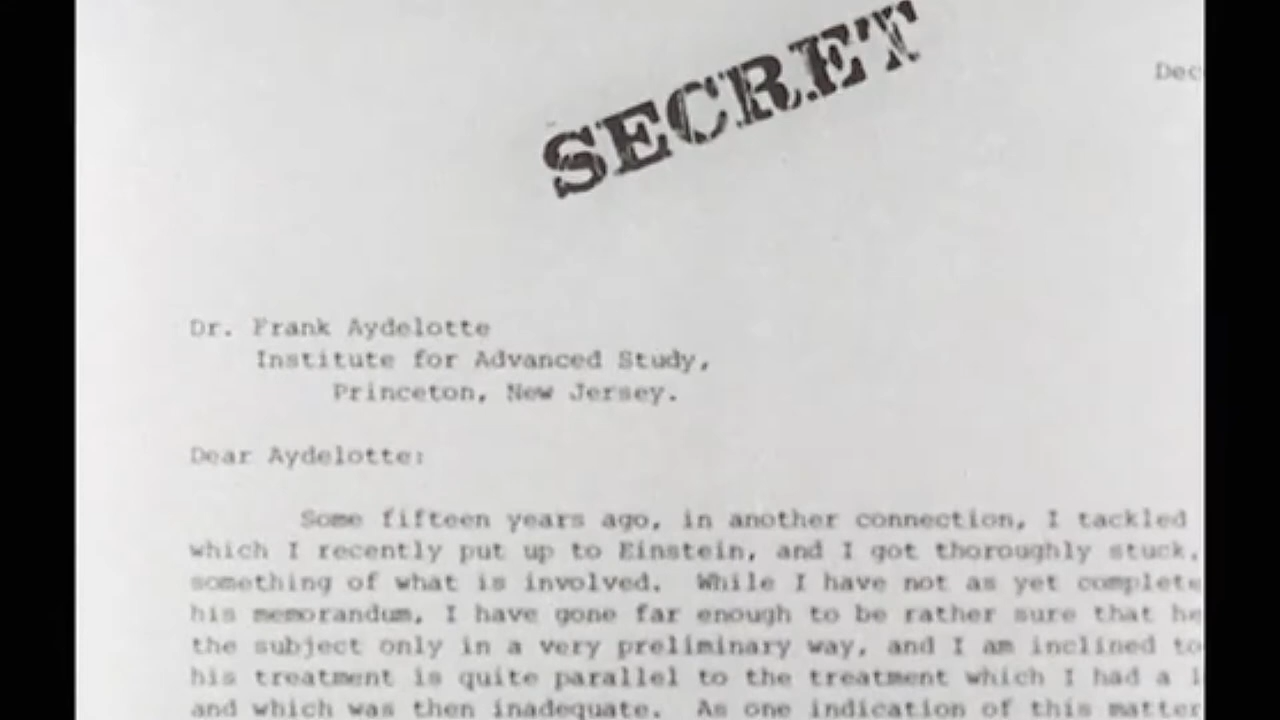 SECRET
Dec
Dr. Frank Aydelotte
Institute for Advanced Study,
Princeton, New Jersey.
Dear Aydelotte:
Some fifteen years ago, in another connection, I tackled
which I recently put up to Einstein, and I got thoroughly stuck.
something of what is involved. While I have not as yet complete
his memorandum, I have gone far enough to be rather sure that he
the subject only in a very preliminary way, and I am inclined to
his treatment is quite parallel to the treatment which I had a
and which was then inadequate. As one indication of this matter